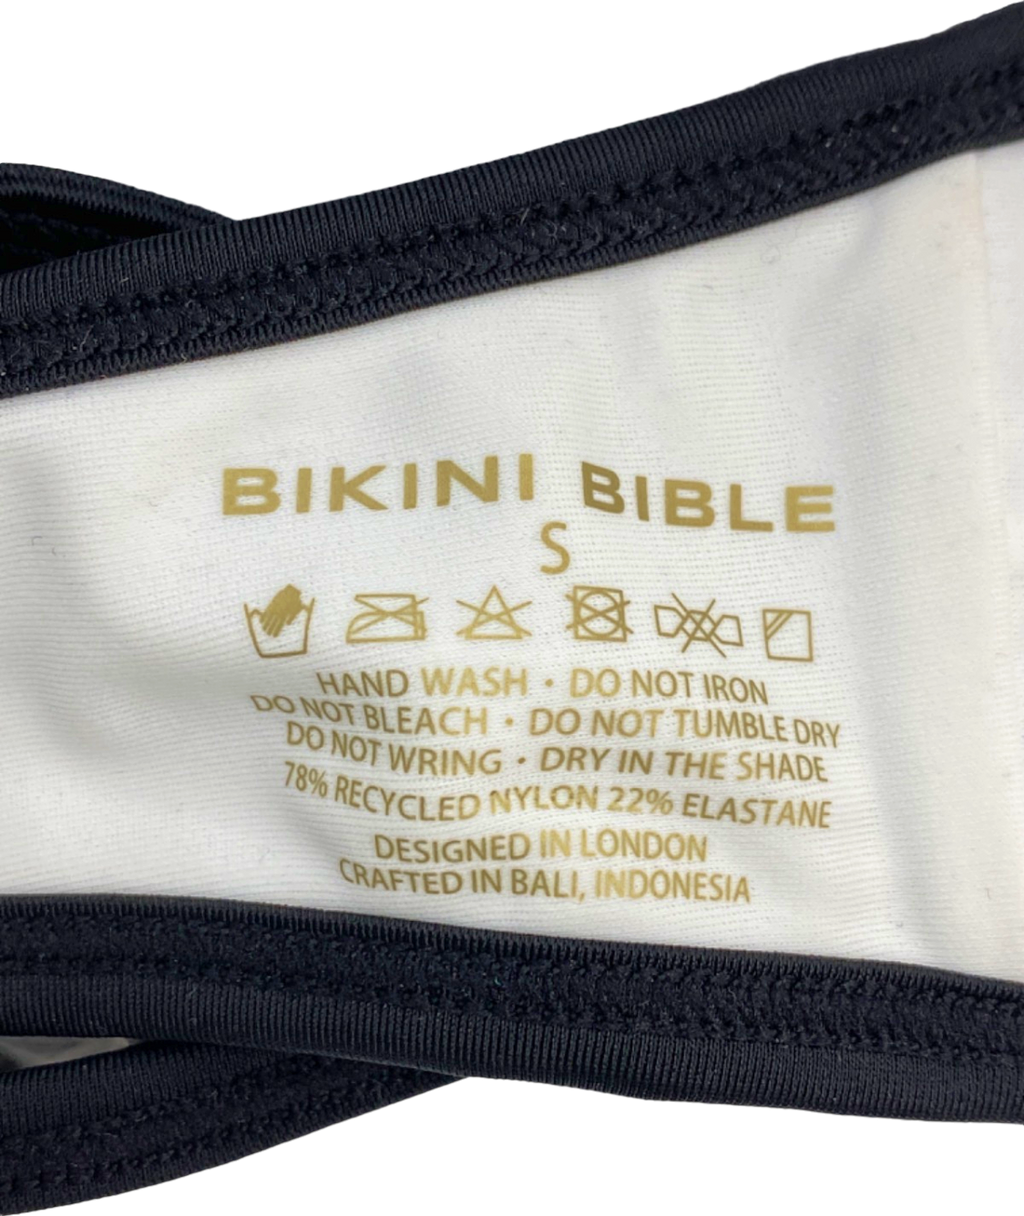 BIKINI BIBLE
S
HAND WASH · DO NOT IRON
DO NOT BLEACH · DO NOT TUMBLE DRY
DO NOT WRING · DRY IN THE SHADE
78% RECYCLED NYLON 22% ELASTANE
DESIGNED IN LONDON
CRAFTED IN BALI, INDONESIA